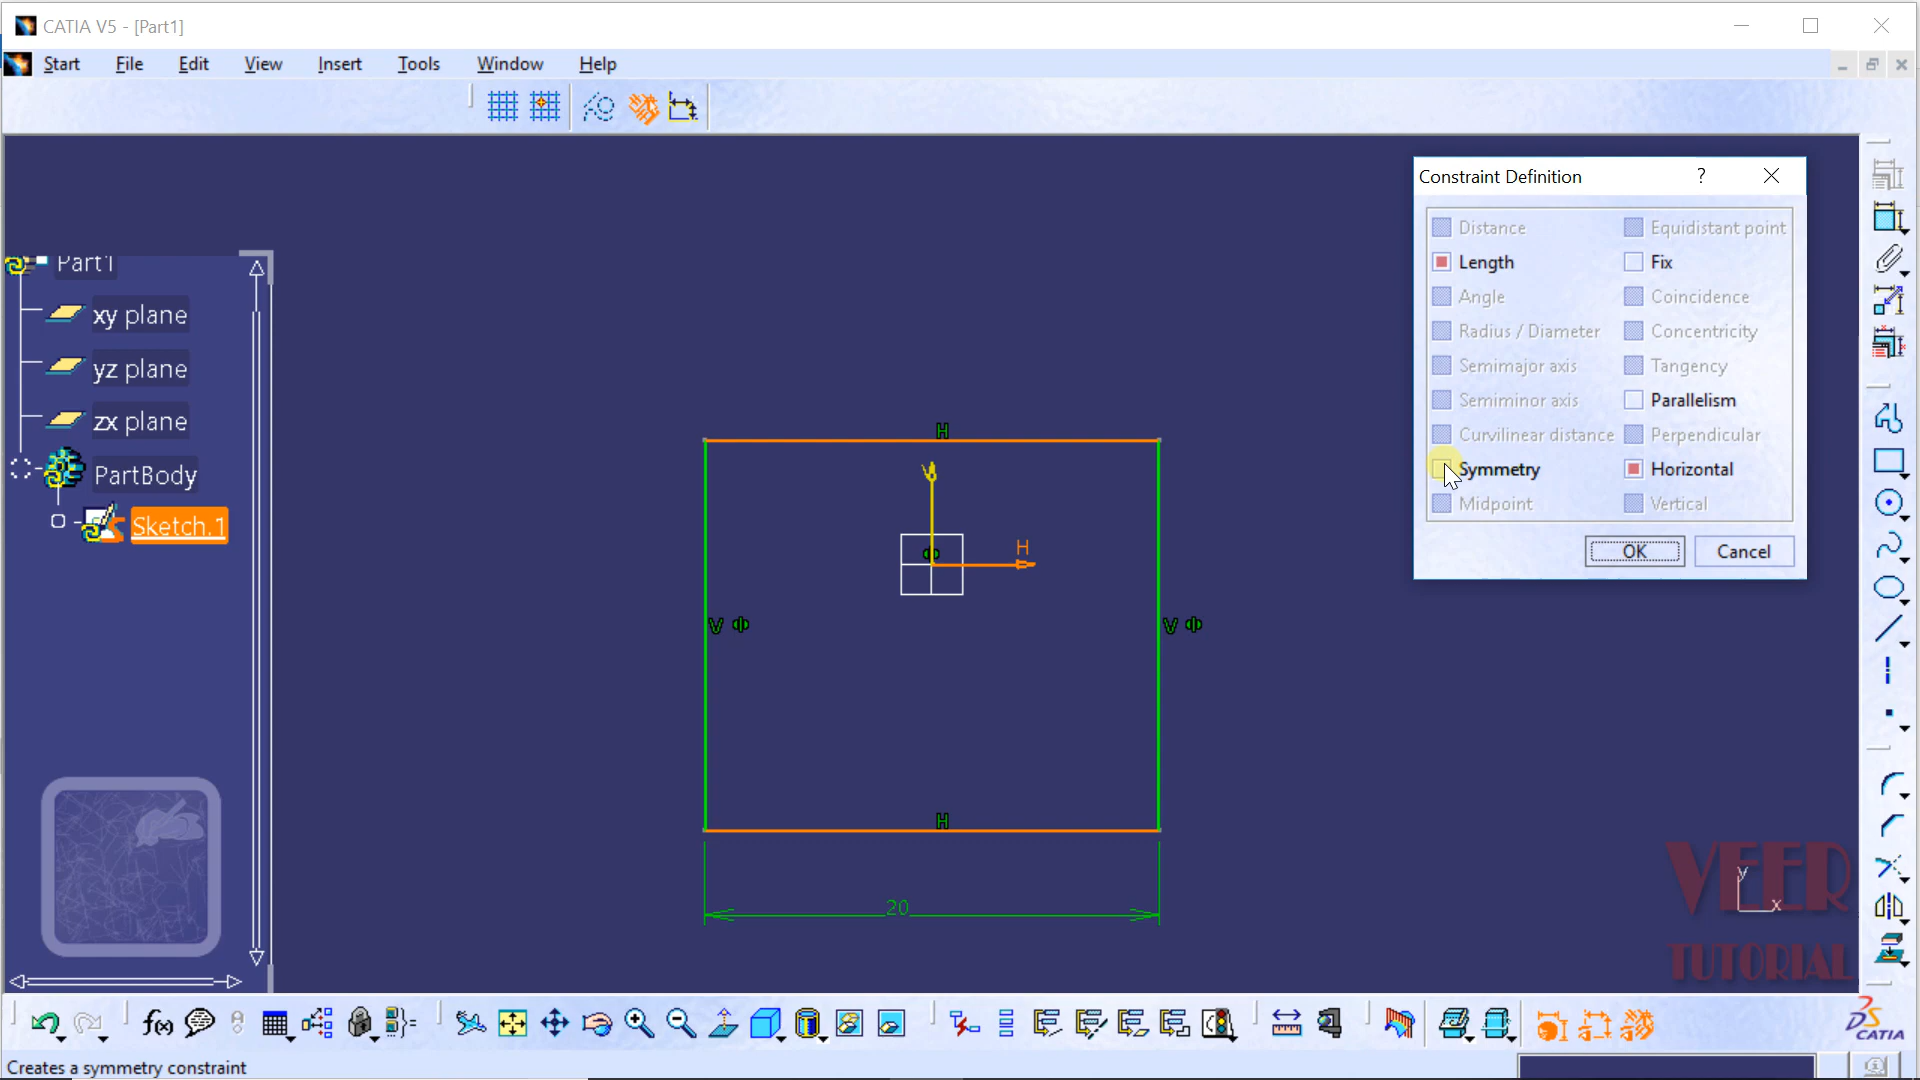 CATIA V5 - [Part1]
Start File Edit View Insert Tools Window Help
Constraint Definition ?
Distance Equidistant point
Length Fix
Angle Coincidence
Radius / Diameter Concentricity
Semimajor axis Tangency
Semiminor axis Parallelism
Curvilinear distance Perpendicular
Symmetry Horizontal
Midpoint Vertical
OK Cancel
Part1
xy plane
yz plane
zx plane
PartBody
Sketch.1
H
V
H
V
V
H
20
y
x
VEER
TUTORIAL
f(x)
DS
CATIA
Creates a symmetry constraint